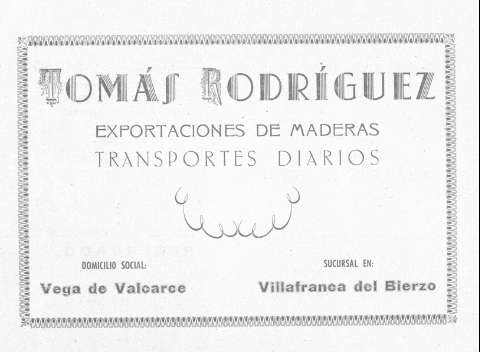 TOMÁS RODRÍGUEZ
EXPORTACIONES DE MADERAS
TRANSPORTES DIARIOS
DOMICILIO SOCIAL:
Vega de Valcarce
SUCURSAL EN:
Villafranca del Bierzo